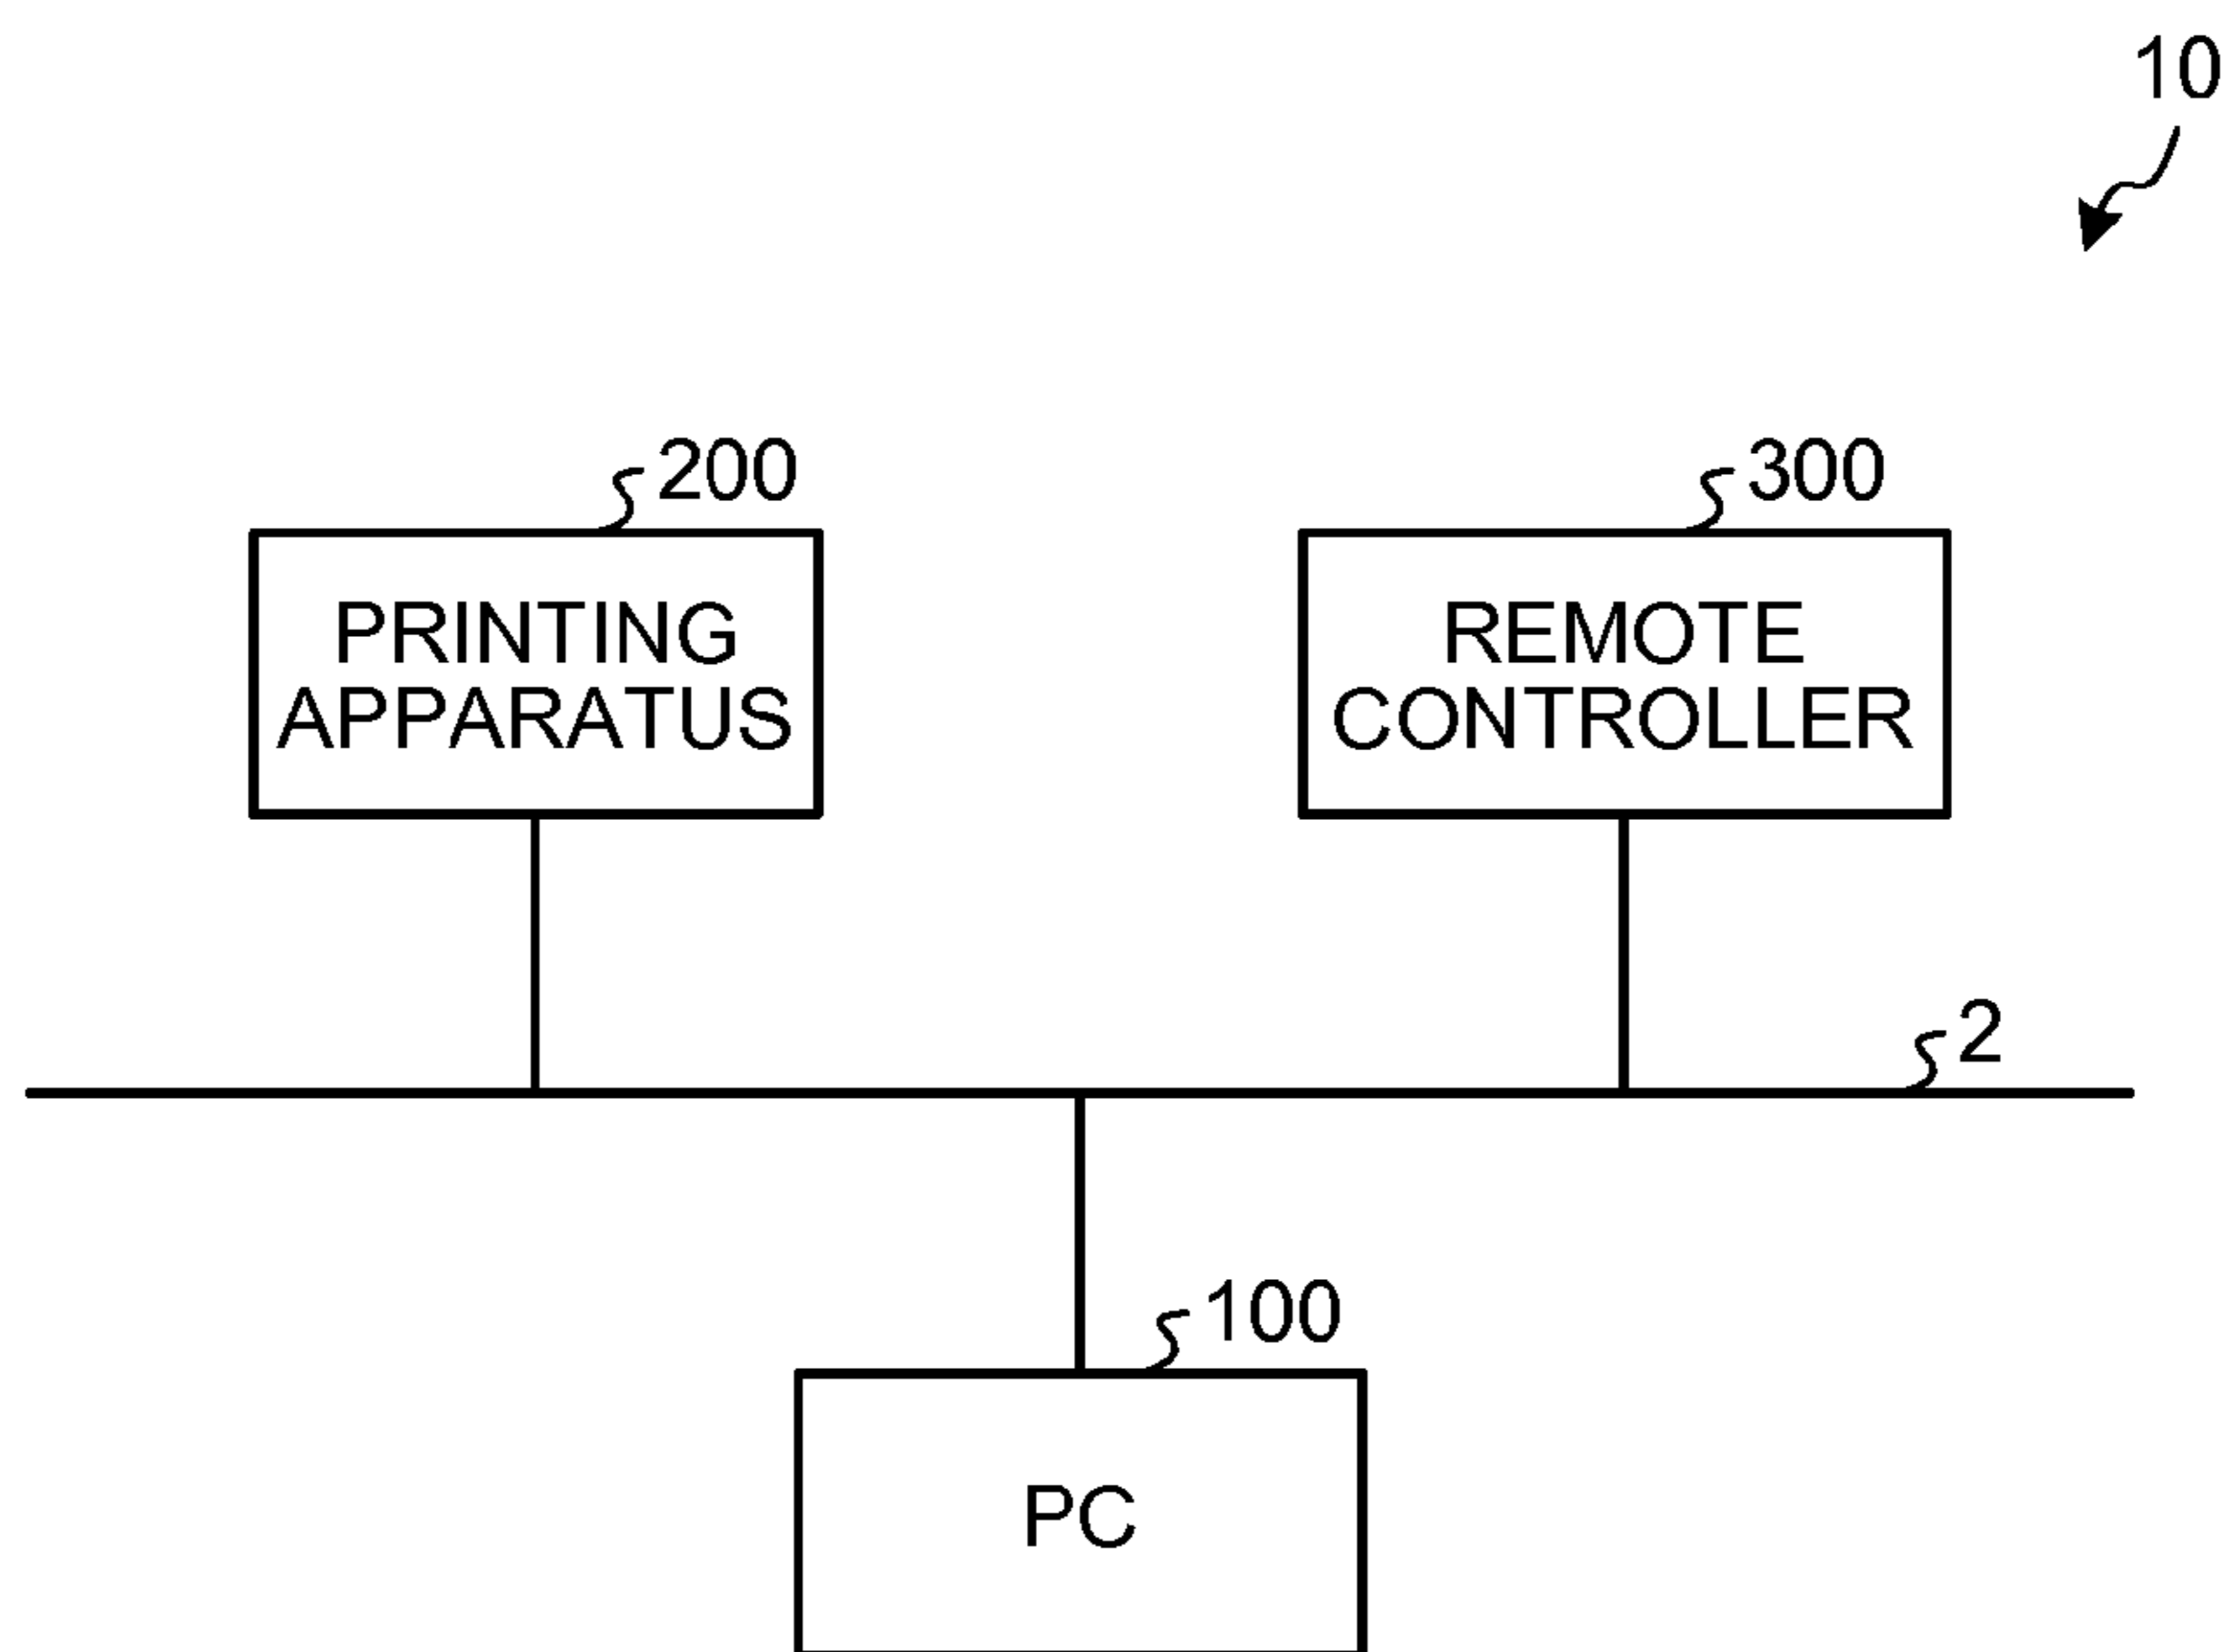 10
200
300
PRINTING
APPARATUS
REMOTE
CONTROLLER
2
100
PC